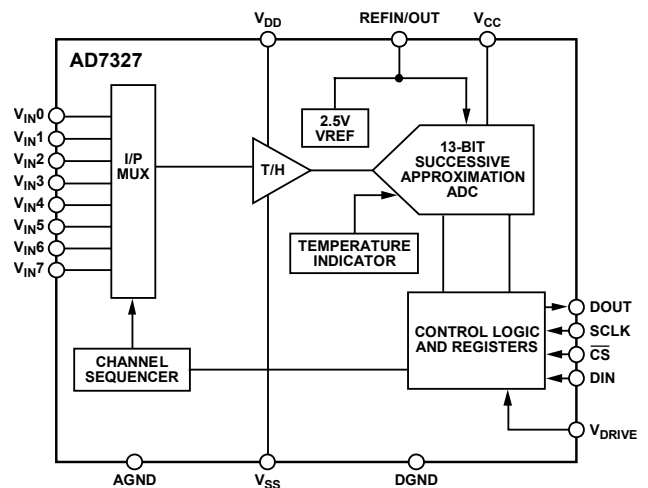 VDD
REFIN/OUT
VCC
AD7327
VIN0
VIN1
VIN2
VIN3
VIN4
VIN5
VIN6
VIN7
I/P
MUX
T/H
2.5V
VREF
13-BIT
SUCCESSIVE
APPROXIMATION
ADC
TEMPERATURE
INDICATOR
CHANNEL
SEQUENCER
CONTROL LOGIC
AND REGISTERS
DOUT
SCLK
CS
DIN
VDRIVE
AGND
VSS
DGND